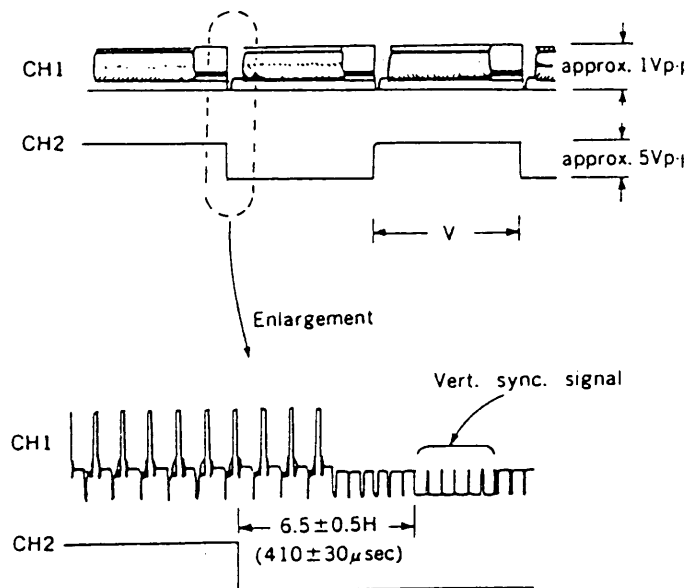 CH1
approx. 1Vp-p
CH2
approx. 5Vp-p
V
Enlargement
Vert. sync. signal
CH1
6.5±0.5H
(410±30μsec)
CH2